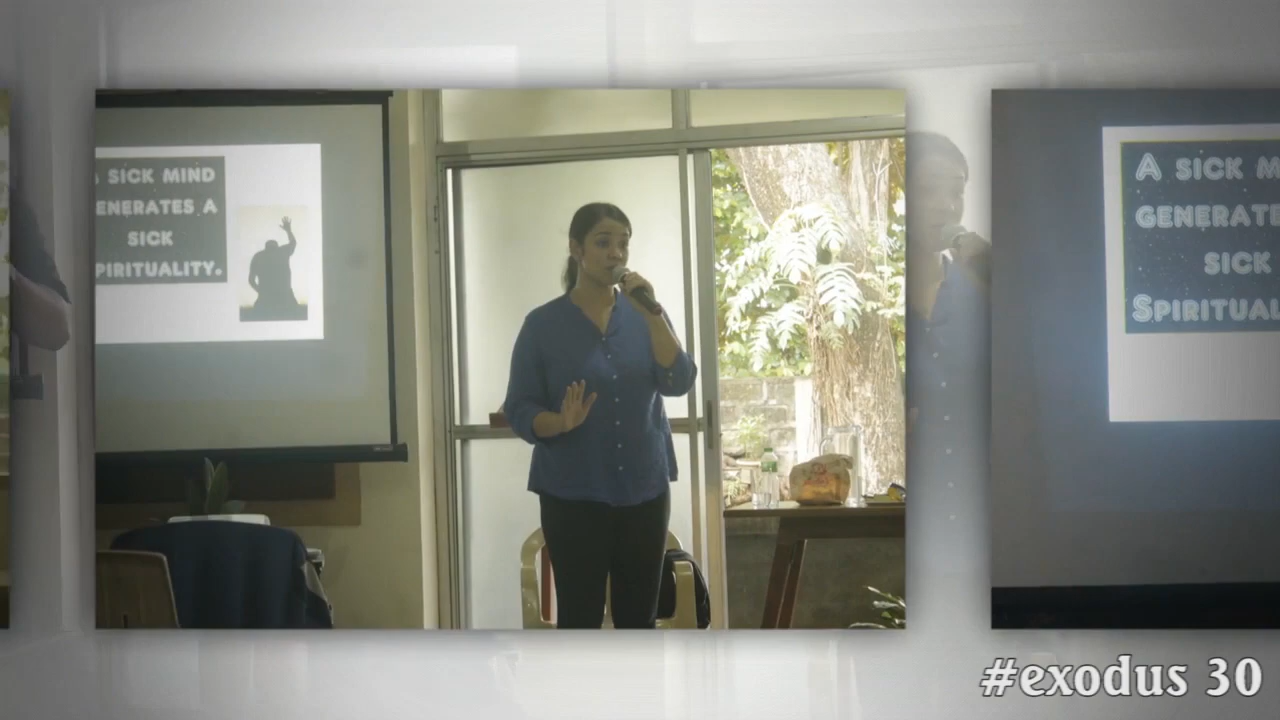 SICK MIND
ENERATES A
SICK
PIRITUALITY.
A SICK M
GENERATE
SICK
SPIRITUAL
#exodus 30